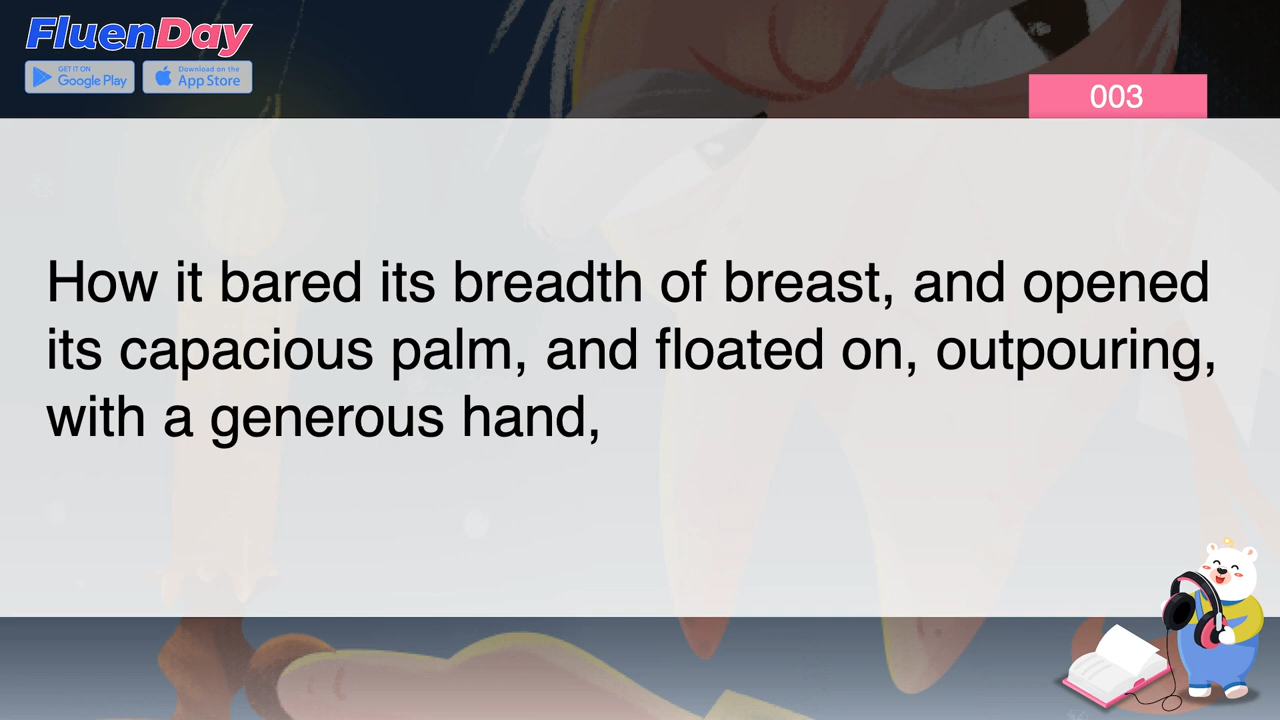 FluenDay
GET IT ON
Google Play
Download on the
App Store
003
How it bared its breadth of breast, and opened
its capacious palm, and floated on, outpouring,
with a generous hand,